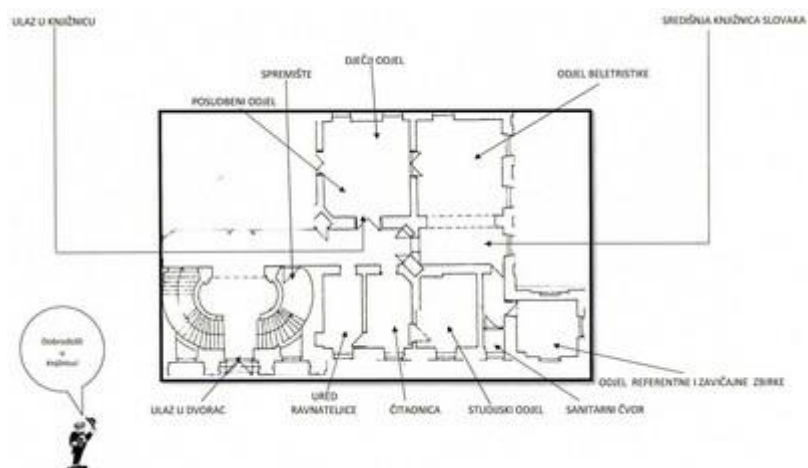 ULAZ U KNJIŽNICU
SREDIŠNJA KNJIŽNICA SLOVAKA
DJEČJI ODJEL
SPREMIŠTE
ODJEL BELETRISTIKE
POSUDBENI ODJEL
Dobrodošli
u
knjižnicu!
ODJEL REFERENTNE I ZAVIČAJNE ZBIRKE
ULAZ U DVORAC
URED
RAVNATELJICE
ČITAONICA
STUDIJSKI ODJEL
SANITARNI ČVOR